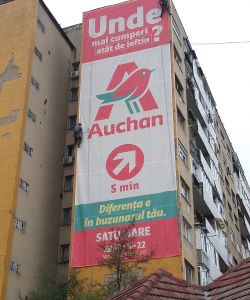 Unde
mai cumperi
atât de ieftin?
Auchan
5 min
Diferența e
în buzunarul tău.
SATU MARE